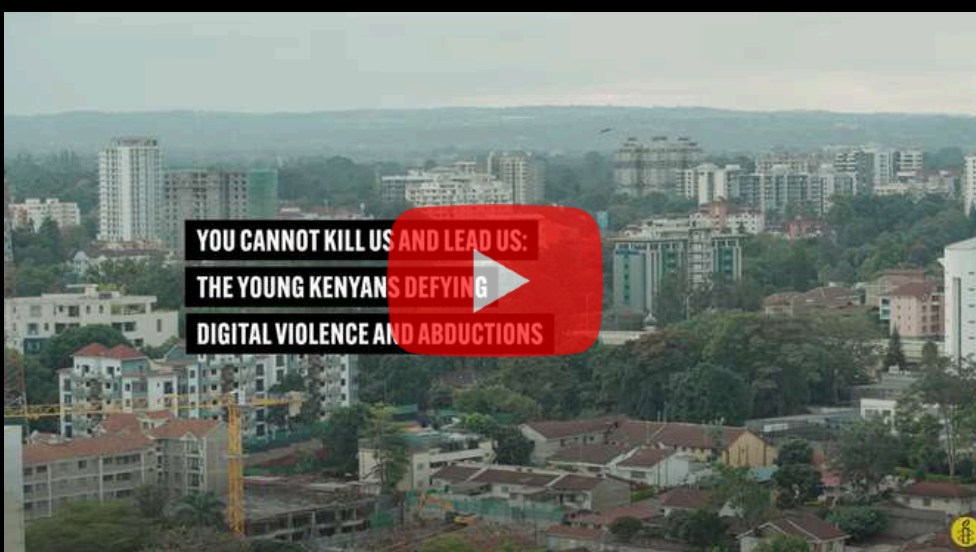 YOU CANNOT KILL US AND LEAD US:
THE YOUNG KENYANS DEFYING
DIGITAL VIOLENCE AND ABDUCTIONS